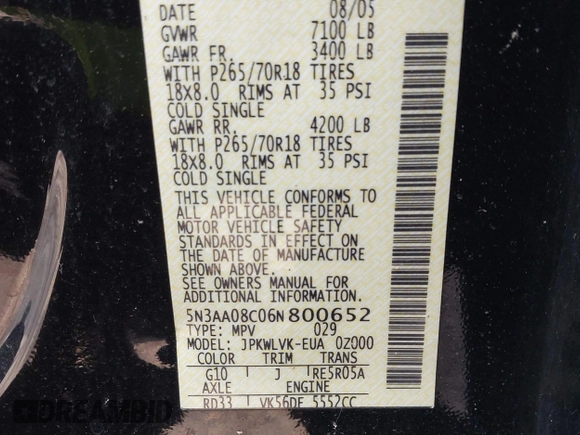 DATE 08/05
GVWR 7100 LB
GAWR FR. 3400 LB
WITH P265/70R18 TIRES
18X8.0 RIMS AT 35 PSI
COLD SINGLE
GAWR RR. 4200 LB
WITH P265/70R18 TIRES
18X8.0 RIMS AT 35 PSI
COLD SINGLE
THIS VEHICLE CONFORMS TO
ALL APPLICABLE FEDERAL
MOTOR VEHICLE SAFETY
STANDARDS IN EFFECT ON
THE DATE OF MANUFACTURE
SHOWN ABOVE.
SEE OWNERS MANUAL FOR
ADDITIONAL INFORMATION.
5N3AA08C06N800652
TYPE: MPV 029
MODEL: JPKWLVK-EUA 0Z000
COLOR TRIM TRANS
G10 J RE5R05A
AXLE ENGINE
RD33 VK56DE 5552CC
© 2025 BIDCARS